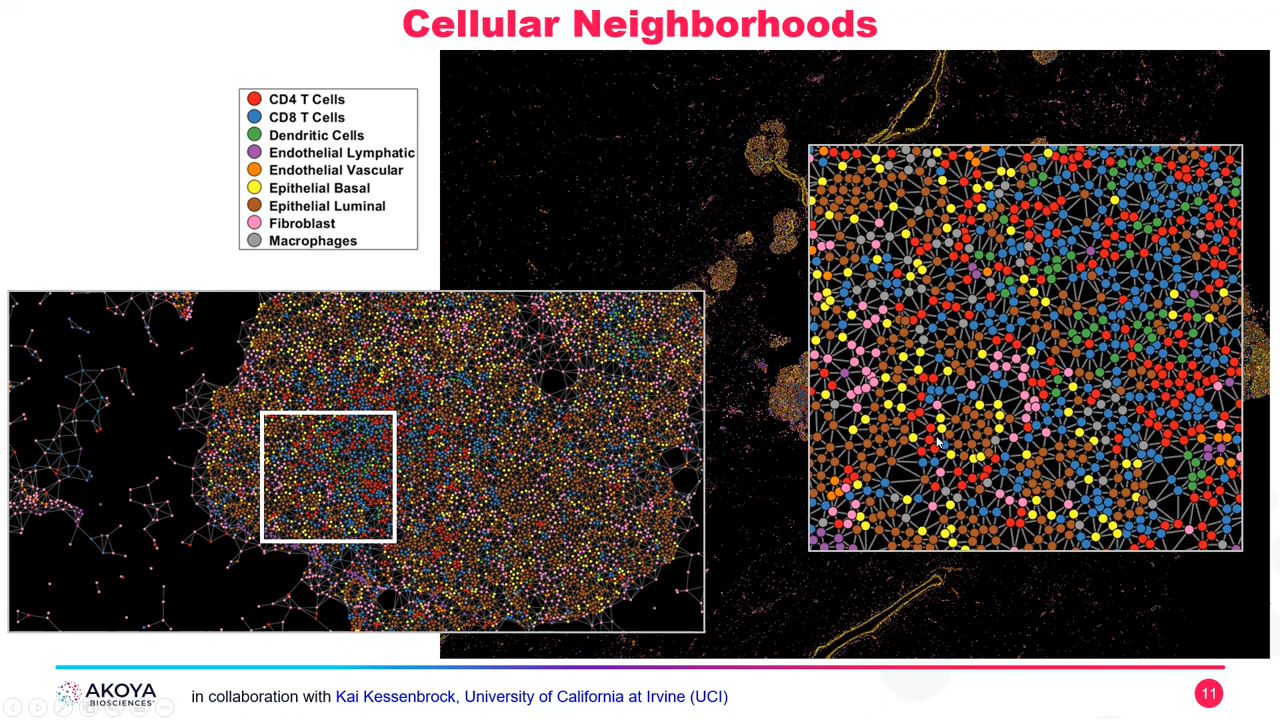 Cellular Neighborhoods
CD4 T Cells
CD8 T Cells
Dendritic Cells
Endothelial Lymphatic
Endothelial Vascular
Epithelial Basal
Epithelial Luminal
Fibroblast
Macrophages
AKOYA
BIOSCIENCES
in collaboration with Kai Kessenbrock, University of California at Irvine (UCI)
11